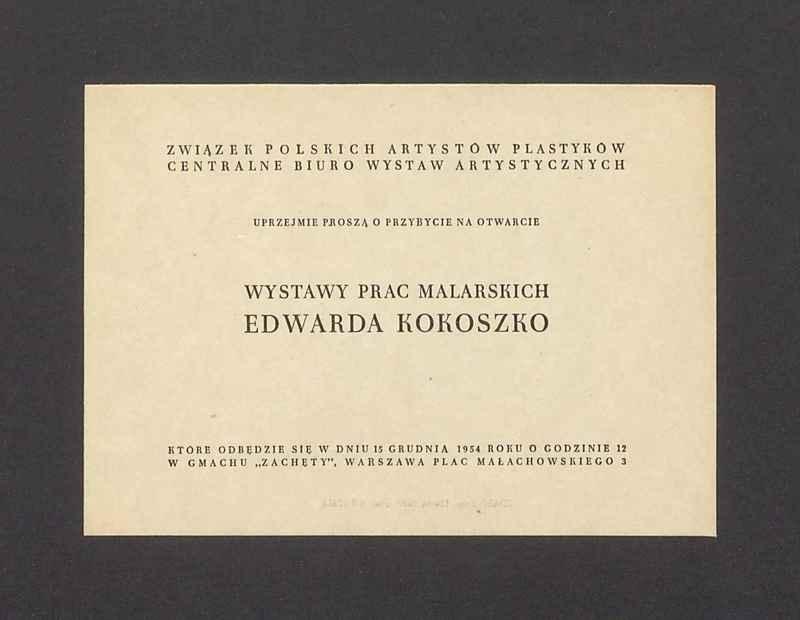 ZWIĄZEK POLSKICH ARTYSTÓW PLASTYKÓW
CENTRALNE BIURO WYSTAW ARTYSTYCZNYCH
UPRZEJMIE PROSZĄ O PRZYBYCIE NA OTWARCIE
WYSTAWY PRAC MALARSKICH
EDWARDA KOKOSZKO
KTÓRE ODBĘDZIE SIĘ W DNIU 15 GRUDNIA 1954 ROKU O GODZINIE 12
W GMACHU „ZACHĘTY”, WARSZAWA PLAC MAŁACHOWSKIEGO 3